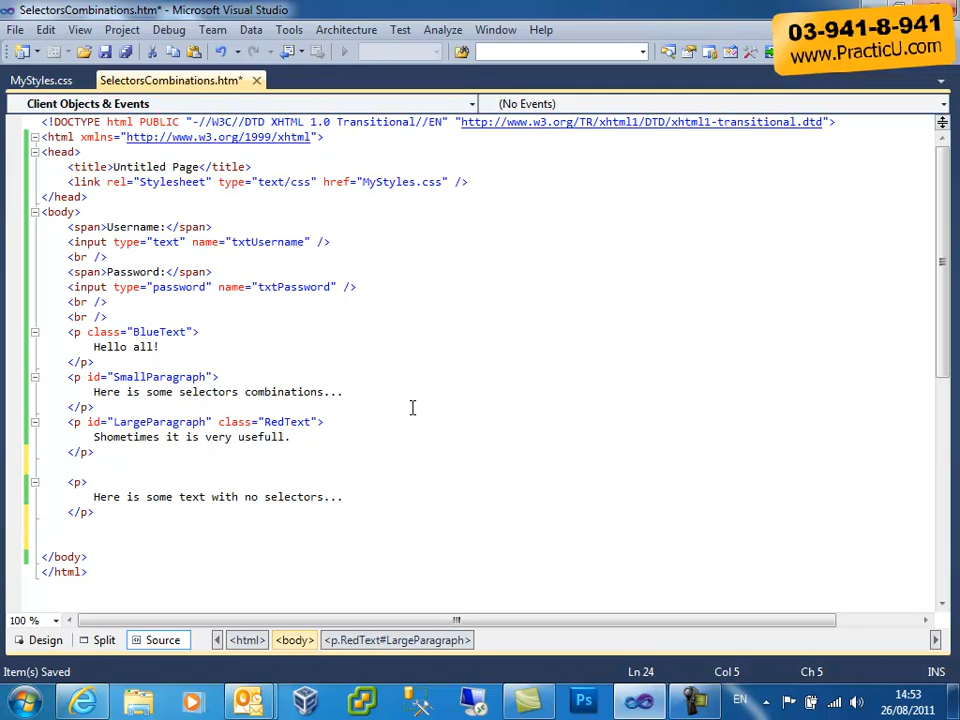 SelectorsCombinations.htm* - Microsoft Visual Studio
03-941-8-941
www.PracticU.com
File Edit View Project Debug Team Data Tools Architecture Test Analyze Window Help
MyStyles.css SelectorsCombinations.htm*
Client Objects & Events (No Events)
<!DOCTYPE html PUBLIC "-//W3C//DTD XHTML 1.0 Transitional//EN" "http://www.w3.org/TR/xhtml1/DTD/xhtml1-transitional.dtd">
<html xmlns="http://www.w3.org/1999/xhtml">
<head>
<title>Untitled Page</title>
<link rel="Stylesheet" type="text/css" href="MyStyles.css" />
</head>
<body>
<span>Username:</span>
<input type="text" name="txtUsername" />
<br />
<span>Password:</span>
<input type="password" name="txtPassword" />
<br />
<br />
<p class="BlueText">
Hello all!
</p>
<p id="SmallParagraph">
Here is some selectors combinations...
</p>
<p id="LargeParagraph" class="RedText">
Shometimes it is very usefull.
</p>
<p>
Here is some text with no selectors...
</p>
</body>
</html>
100 %
Design Split Source <html> <body> <p.RedText#LargeParagraph>
Item(s) Saved Ln 24 Col 5 Ch 5 INS
Ps EN 14:53
26/08/2011